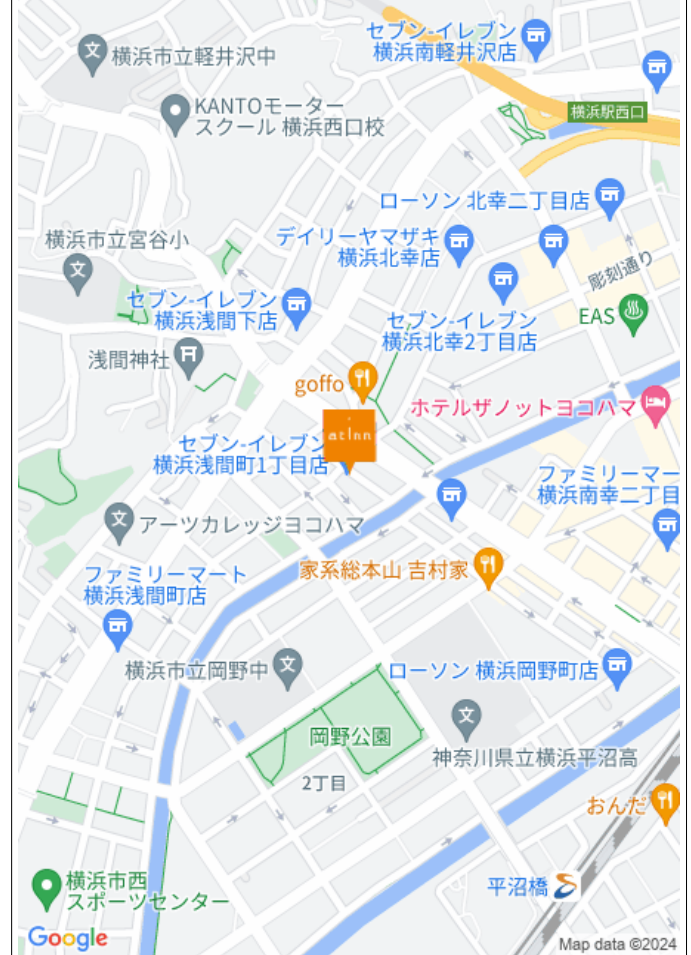 セブン-イレブン
横浜南軽井沢店
横浜市立軽井沢中
KANTOモーター
スクール 横浜西口校
横浜駅西口
ローソン 北幸二丁目店
横浜市立宮谷小
デイリーヤマザキ
横浜北幸店
彫刻通り
セブン-イレブン
横浜浅間下店
セブン-イレブン
横浜北幸2丁目店
EAS
浅間神社
goffo
ホテルザノットヨコハマ
atinn
セブン-イレブン
横浜浅間町1丁目店
ファミリーマー
横浜南幸二丁目
アーツカレッジヨコハマ
家系総本山 吉村家
ファミリーマート
横浜浅間町店
横浜市立岡野中
ローソン 横浜岡野町店
岡野公園
神奈川県立横浜平沼高
2丁目
おんだ
横浜市西
スポーツセンター
平沼橋
Google
Map data ©2024